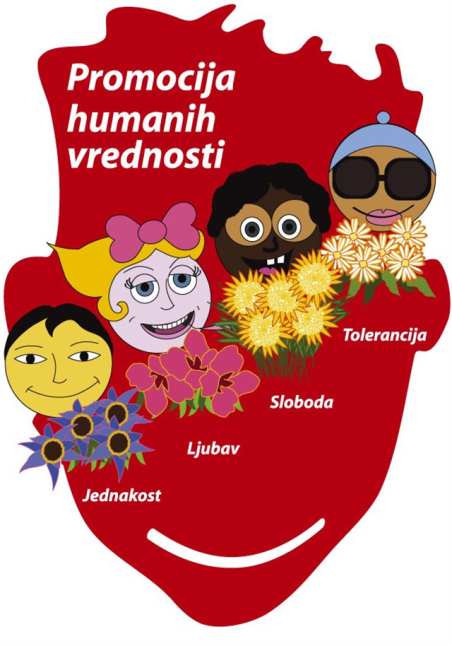 Promocija
humanih
vrednosti
Tolerancija
Sloboda
Ljubav
Jednakost